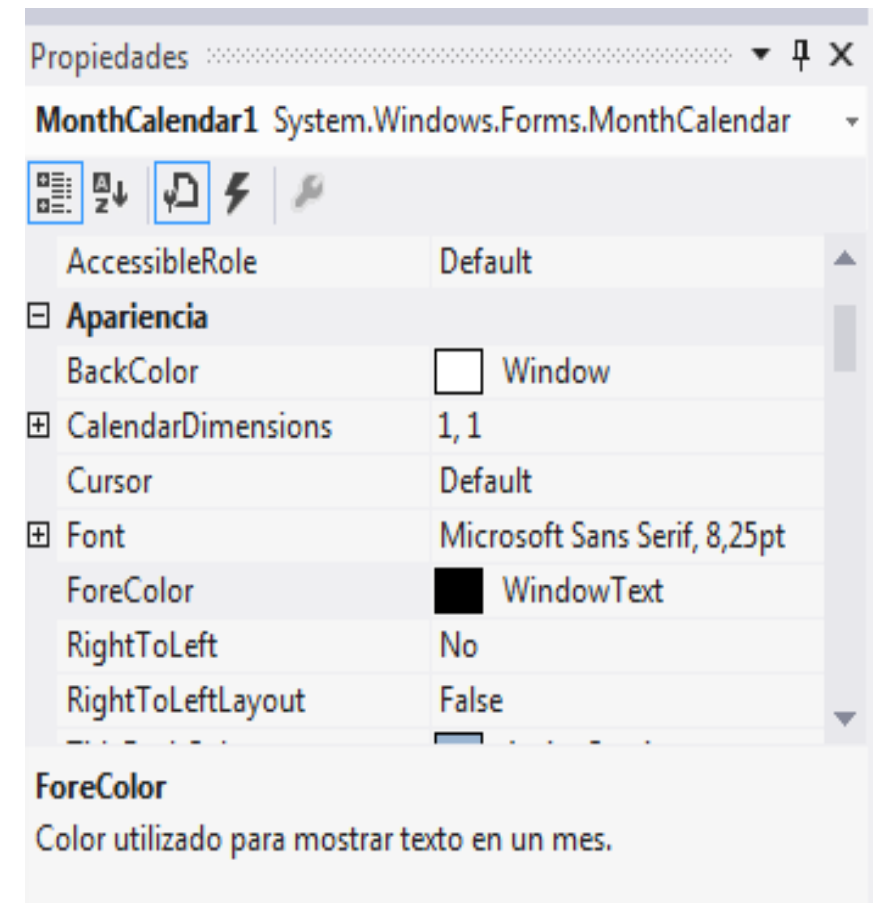 Propiedades
MonthCalendar1 System.Windows.Forms.MonthCalendar
AccessibleRole Default
Apariencia
BackColor Window
CalendarDimensions 1; 1
Cursor Default
Font Microsoft Sans Serif, 8,25pt
ForeColor WindowText
RightToLeft No
RightToLeftLayout False
ForeColor
Color utilizado para mostrar texto en un mes.